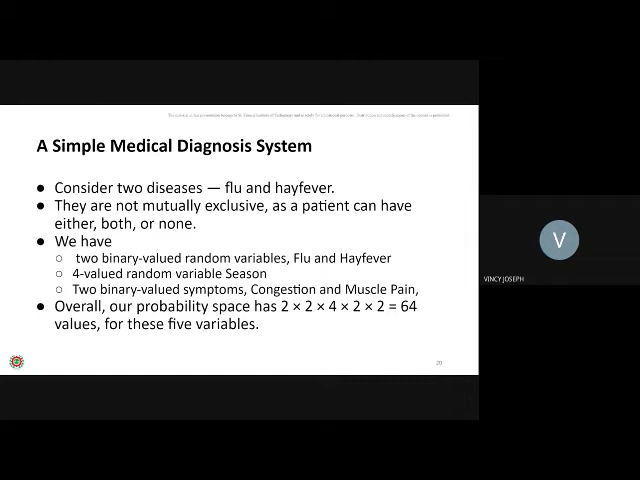 A Simple Medical Diagnosis System
● Consider two diseases — flu and hayfever.
● They are not mutually exclusive, as a patient can have
either, both, or none.
● We have
○ two binary-valued random variables, Flu and Hayfever
○ 4-valued random variable Season
○ Two binary-valued symptoms, Congestion and Muscle Pain,
● Overall, our probability space has 2 × 2 × 4 × 2 × 2 = 64
values, for these five variables.
20
V
VINCY JOSEPH